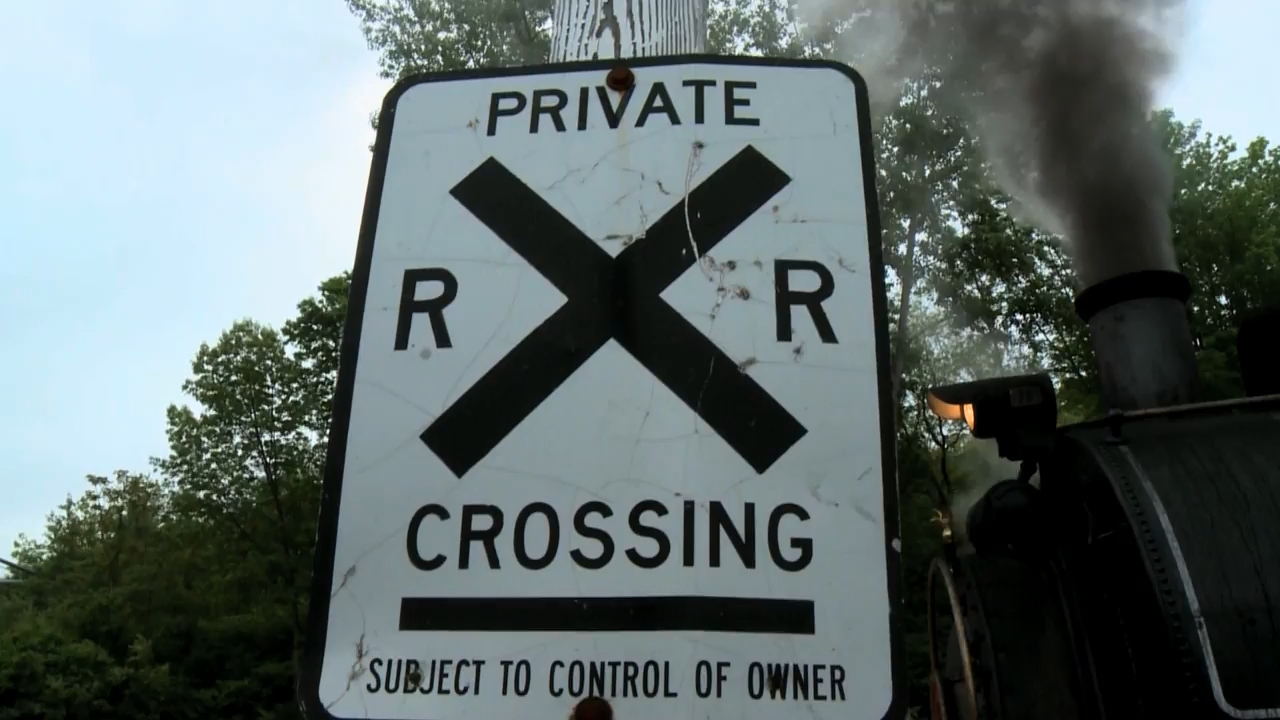 PRIVATE
R R
CROSSING
SUBJECT TO CONTROL OF OWNER